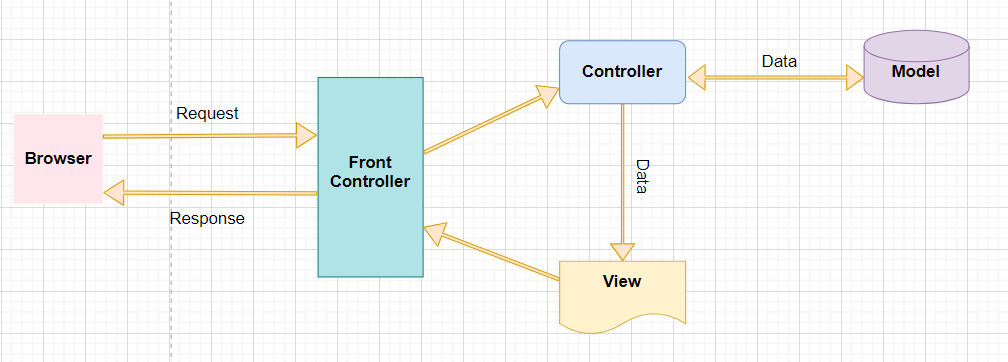 Browser
Request
Response
Front
Controller
Controller
Data
Model
Data
View